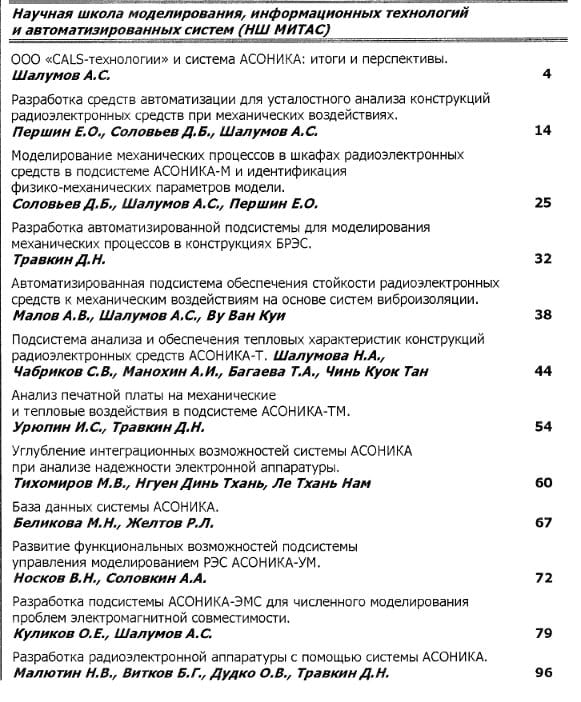 Научная школа моделирования, информационных технологий
и автоматизированных систем (НШ МИТАС)
ООО «CALS-технологии» и система АСОНИКА: итоги и перспективы.
Шалумов А.С. 4
Разработка средств автоматизации для усталостного анализа конструкций
радиоэлектронных средств при механических воздействиях.
Першин Е.О., Соловьев Д.Б., Шалумов А.С. 14
Моделирование механических процессов в шкафах радиоэлектронных
средств в подсистеме АСОНИКА-М и идентификация
физико-механических параметров модели.
Соловьев Д.Б., Шалумов А.С., Першин Е.О. 25
Разработка автоматизированной подсистемы для моделирования
механических процессов в конструкциях БРЭС.
Травкин Д.Н. 32
Автоматизированная подсистема обеспечения стойкости радиоэлектронных
средств к механическим воздействиям на основе систем виброизоляции.
Малов А.В., Шалумов А.С., Ву Ван Куи 38
Подсистема анализа и обеспечения тепловых характеристик конструкций
радиоэлектронных средств АСОНИКА-Т. Шалумова Н.А.,
Чабриков С.В., Манохин А.И., Багаева Т.А., Чинь Куок Тан 44
Анализ печатной платы на механические
и тепловые воздействия в подсистеме АСОНИКА-ТМ.
Урюпин И.С., Травкин Д.Н. 54
Углубление интеграционных возможностей системы АСОНИКА
при анализе надежности электронной аппаратуры.
Тихомиров М.В., Нгуен Динь Тхань, Ле Тхань Нам 60
База данных системы АСОНИКА.
Беликова М.Н., Желтов Р.Л. 67
Развитие функциональных возможностей подсистемы
управления моделированием РЭС АСОНИКА-УМ.
Носков В.Н., Соловкин А.А. 72
Разработка подсистемы АСОНИКА-ЭМС для численного моделирования
проблем электромагнитной совместимости.
Куликов О.Е., Шалумов А.С. 79
Разработка радиоэлектронной аппаратуры с помощью системы АСОНИКА.
Малютин Н.В., Витков Б.Г., Дудко О.В., Травкин Д.Н. 96